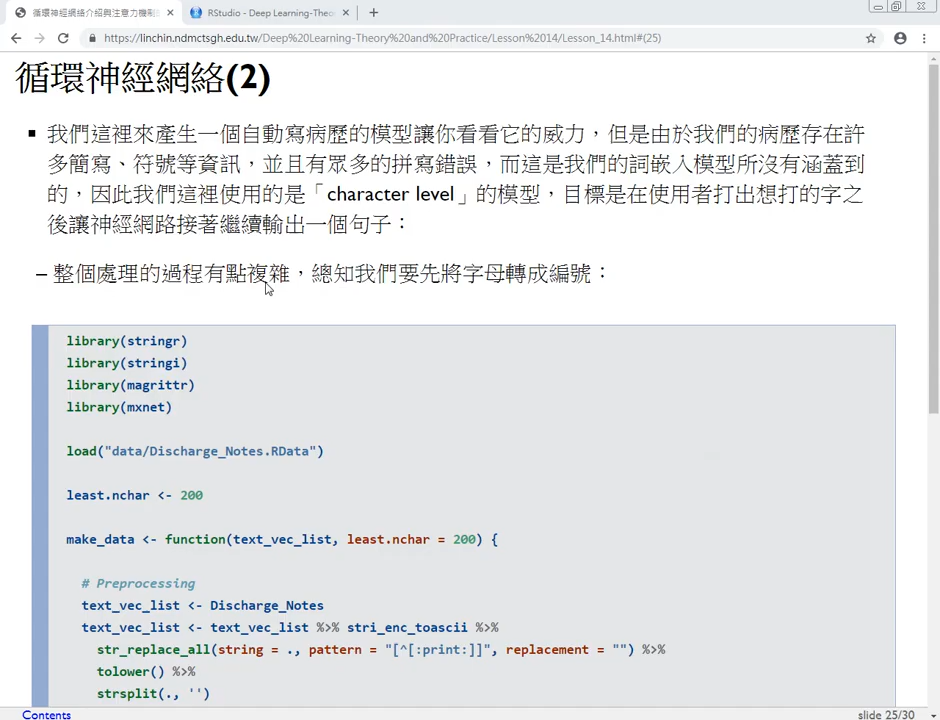 循環神經網絡介紹與注意力機制
RStudio - Deep Learning-Theo
https://linchin.ndmctsgh.edu.tw/Deep%20Learning-Theory%20and%20Practice/Lesson%2014/Lesson_14.html#(25)
循環神經網絡(2)
我們這裡來產生一個自動寫病歷的模型讓你看看它的威力，但是由於我們的病歷存在許
多簡寫、符號等資訊，並且有眾多的拼寫錯誤，而這是我們的詞嵌入模型所沒有涵蓋到
的，因此我們這裡使用的是「character level」的模型，目標是在使用者打出想打的字之
後讓神經網路接著繼續輸出一個句子：
– 整個處理的過程有點複雜，總知我們要先將字母轉成編號：
library(stringr)
library(stringi)
library(magrittr)
library(mxnet)
load("data/Discharge_Notes.RData")
least.nchar <- 200
make_data <- function(text_vec_list, least.nchar = 200) {
# Preprocessing
text_vec_list <- Discharge_Notes
text_vec_list <- text_vec_list %>% stri_enc_toascii %>%
str_replace_all(string = ., pattern = "[^[:print:]]", replacement = "") %>%
tolower() %>%
strsplit(., '')
Contents
slide 25/30